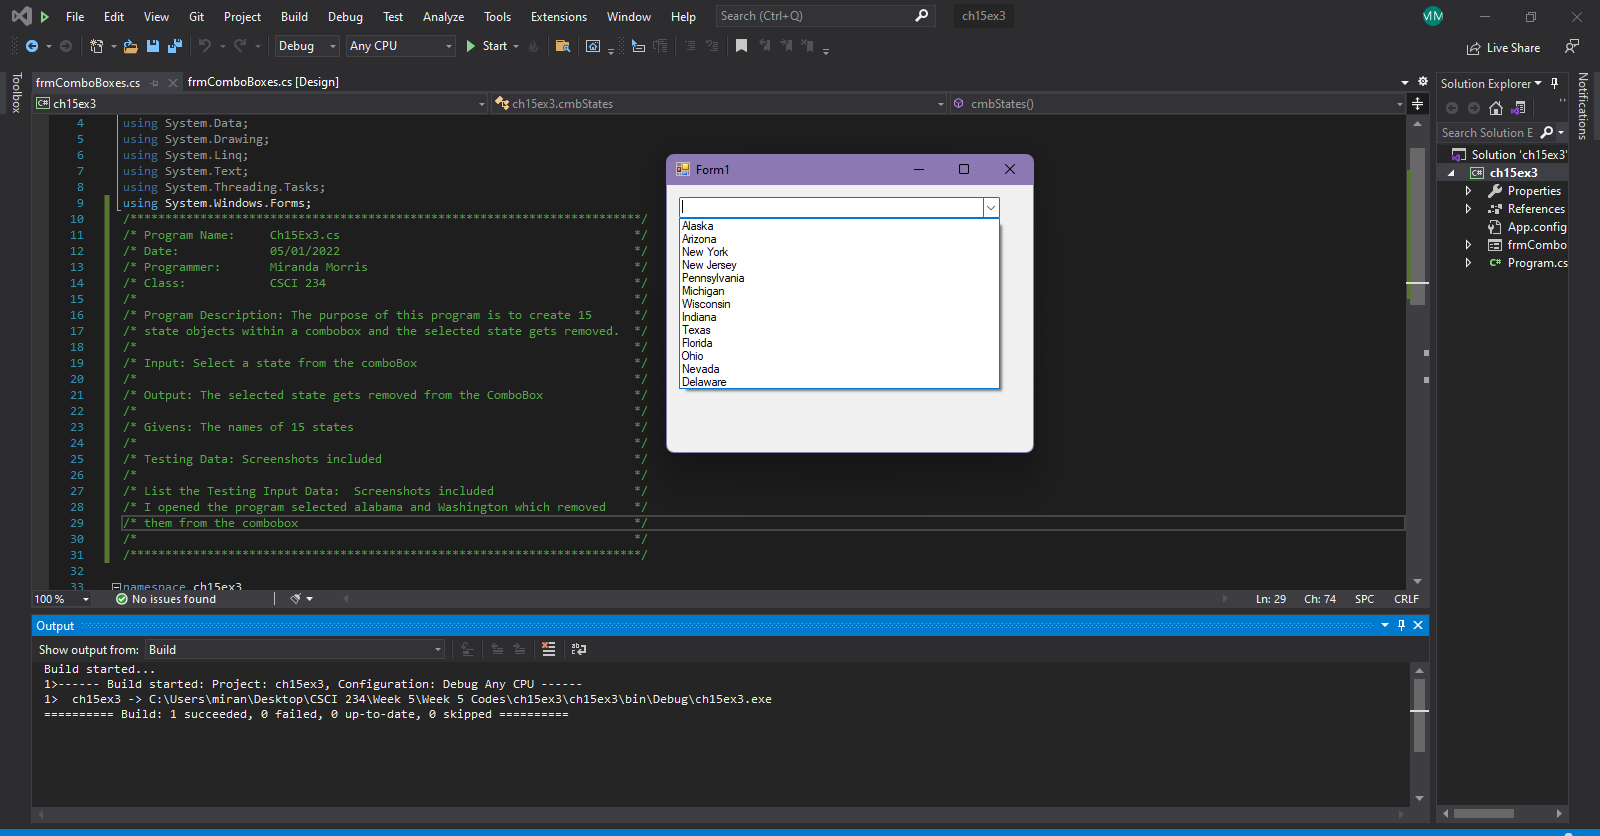 File Edit View Git Project Build Debug Test Analyze Tools Extensions Window Help Search (Ctrl+Q) ch15ex3 MM
Debug Any CPU Start Live Share
Toolbox
frmComboBoxes.cs frmComboBoxes.cs [Design]
ch15ex3 ch15ex3.cmbStates cmbStates()
4 using System.Data;
5 using System.Drawing;
6 using System.Linq;
7 using System.Text;
8 using System.Threading.Tasks;
9 using System.Windows.Forms;
10 /*************************************************************************/
11 /* Program Name: Ch15Ex3.cs */
12 /* Date: 05/01/2022 */
13 /* Programmer: Miranda Morris */
14 /* Class: CSCI 234 */
15 /* */
16 /* Program Description: The purpose of this program is to create 15 */
17 /* state objects within a combobox and the selected state gets removed. */
18 /* */
19 /* Input: Select a state from the comboBox */
20 /* */
21 /* Output: The selected state gets removed from the ComboBox */
22 /* */
23 /* Givens: The names of 15 states */
24 /* */
25 /* Testing Data: Screenshots included */
26 /* */
27 /* List the Testing Input Data: Screenshots included */
28 /* I opened the program selected alabama and Washington which removed */
29 /* them from the combobox */
30 /* */
31 /*************************************************************************/
32
33 namespace ch15ex3
Form1
Alaska
Arizona
New York
New Jersey
Pennsylvania
Michigan
Wisconsin
Indiana
Texas
Florida
Ohio
Nevada
Delaware
100 % No issues found Ln: 29 Ch: 74 SPC CRLF
Output
Show output from: Build
Build started...
1>------ Build started: Project: ch15ex3, Configuration: Debug Any CPU ------
1> ch15ex3 -> C:\Users\miran\Desktop\CSCI 234\Week 5\Week 5 Codes\ch15ex3\ch15ex3\bin\Debug\ch15ex3.exe
========== Build: 1 succeeded, 0 failed, 0 up-to-date, 0 skipped ==========
Solution Explorer
Search Solution E
Solution 'ch15ex3'
ch15ex3
Properties
References
App.config
frmCombo
Program.cs
Notifications